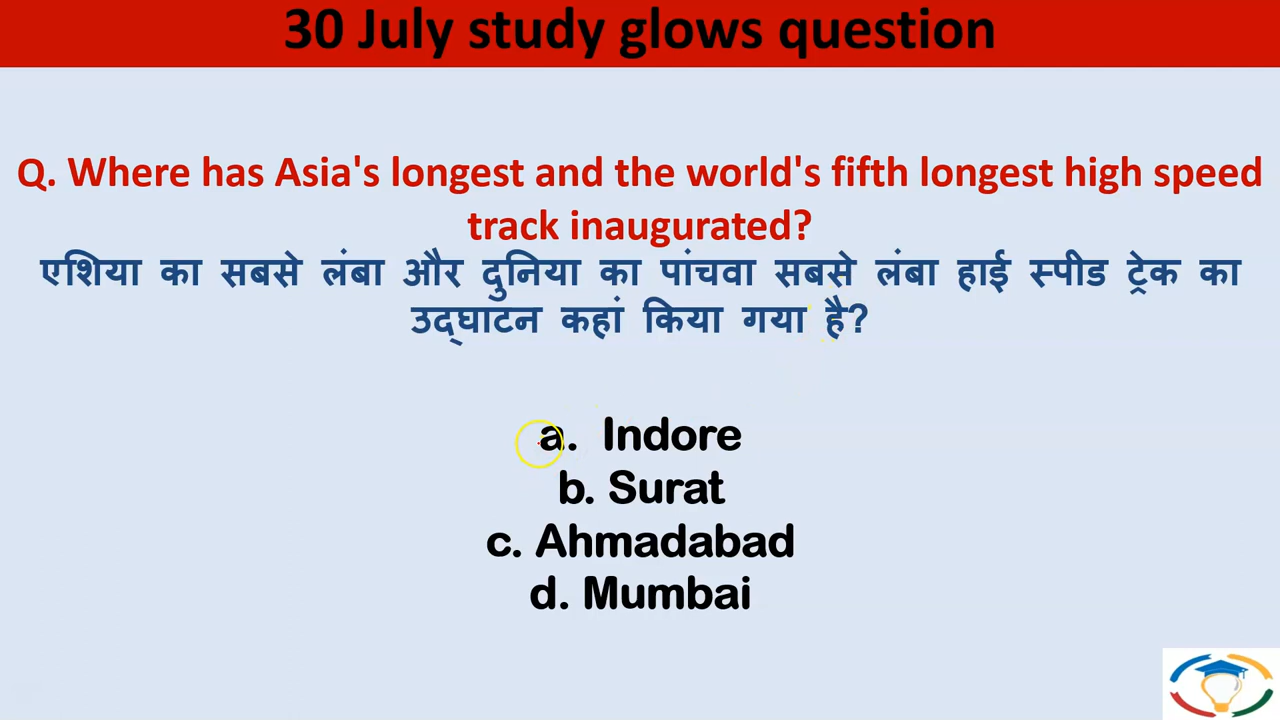 30 July study glows question
Q. Where has Asia's longest and the world's fifth longest high speed
track inaugurated?
एशिया का सबसे लंबा और दुनिया का पांचवा सबसे लंबा हाई स्पीड ट्रेक का
उद्घाटन कहां किया गया है?
a. Indore
b. Surat
c. Ahmadabad
d. Mumbai